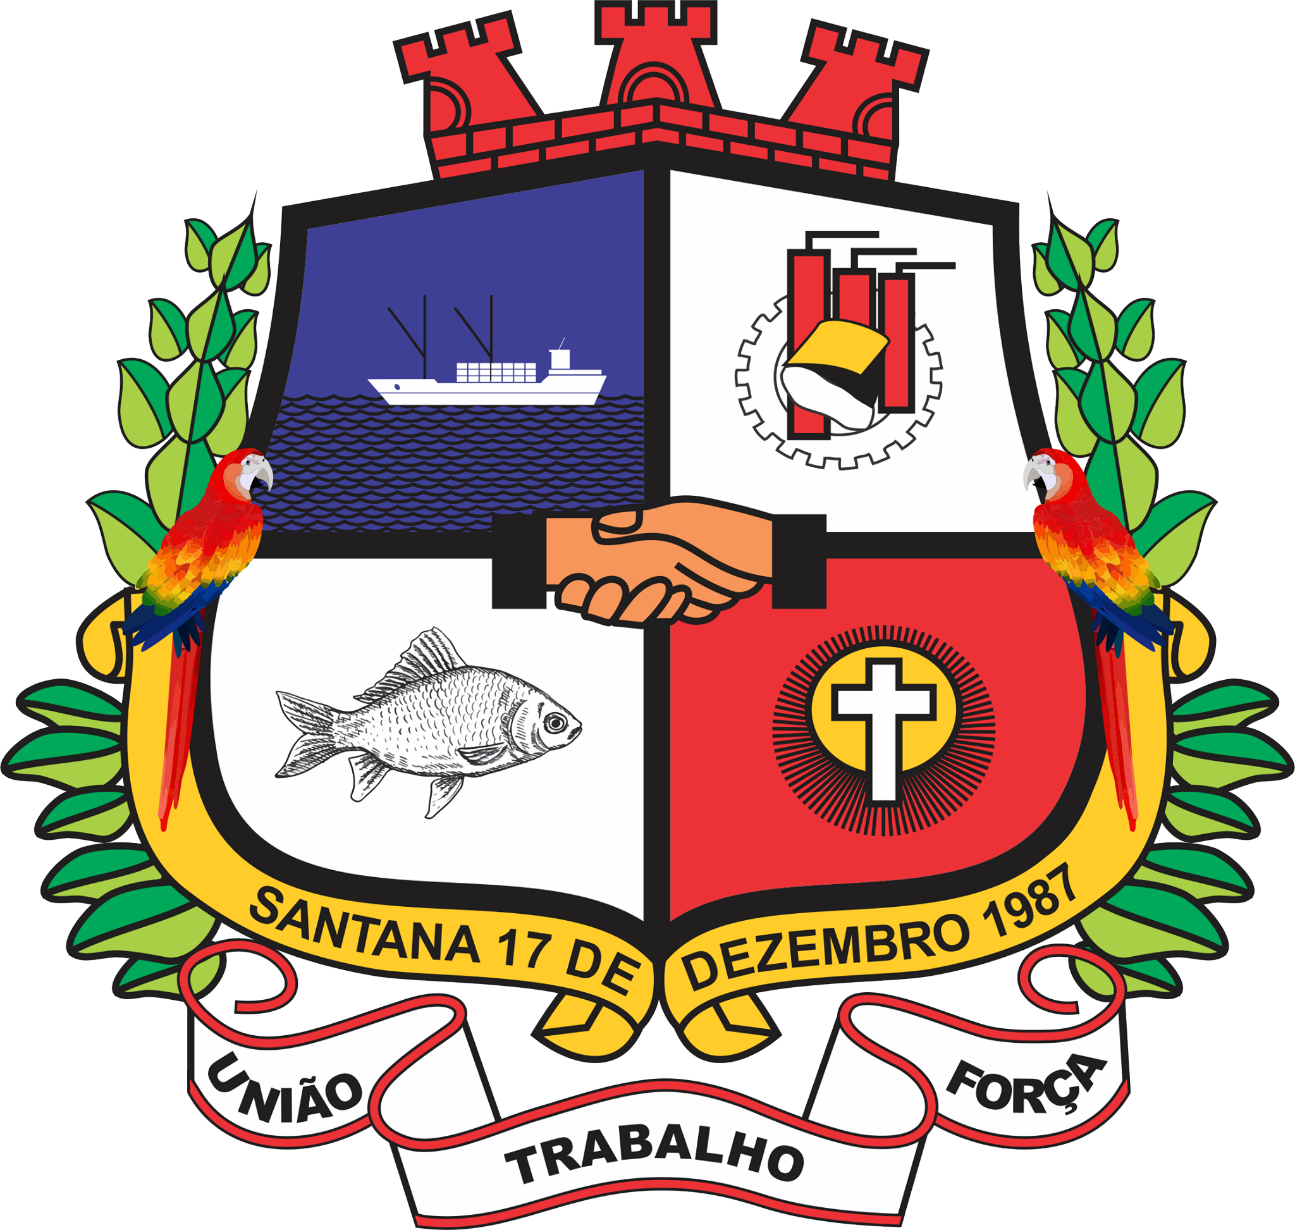 SANTANA 17 DE DEZEMBRO 1987
UNIÃO
TRABALHO
FORÇA